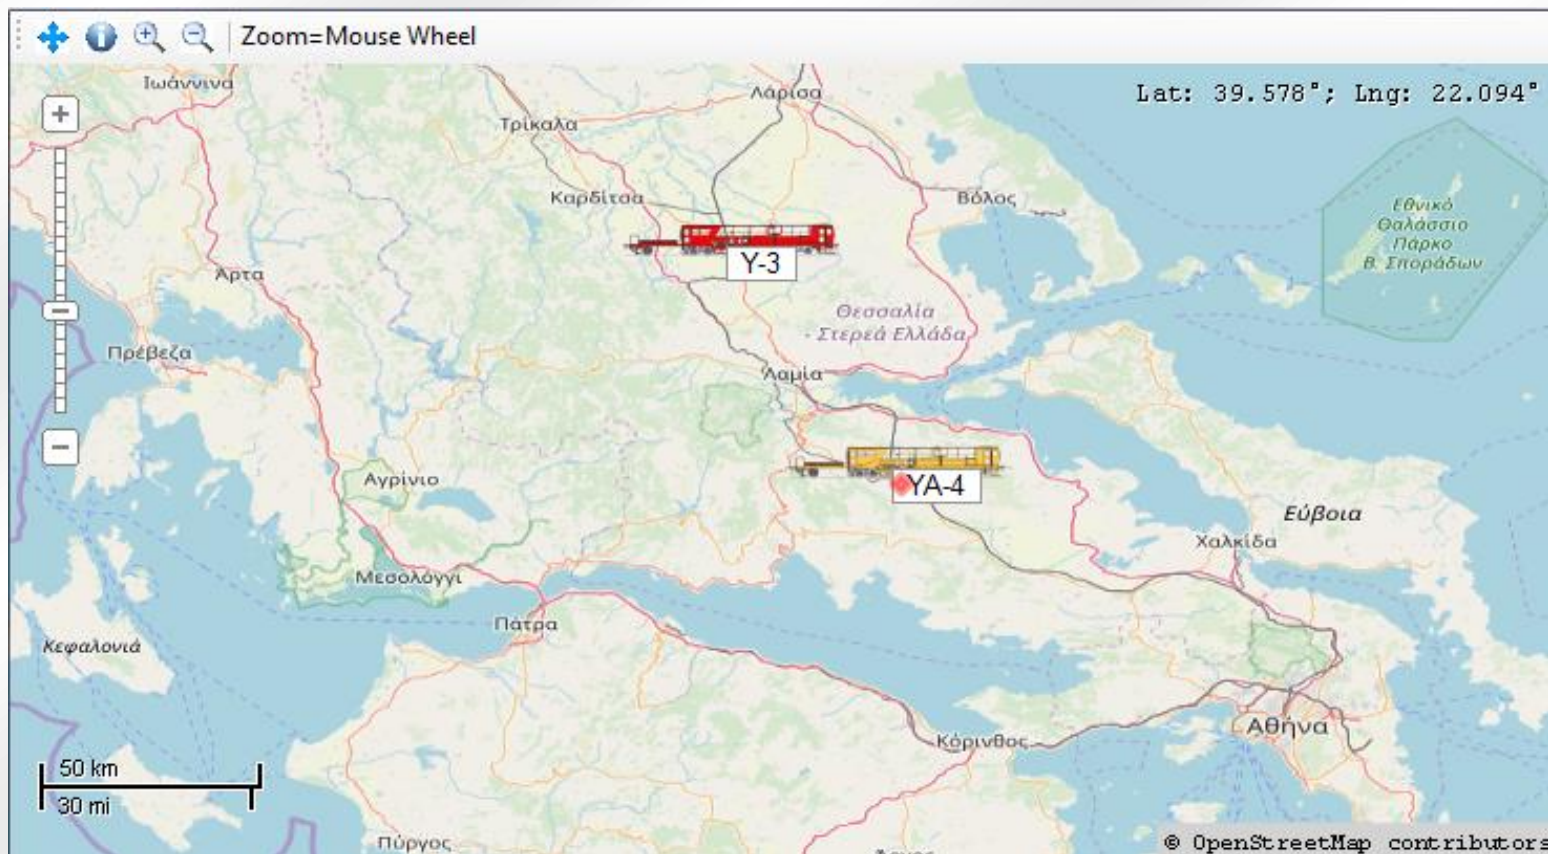 Zoom=Mouse Wheel
Lat: 39.578°; Lng: 22.094°
Ιωάννινα
Λάρισα
Τρίκαλα
Καρδίτσα
Βόλος
Εθνικό
Θαλάσσιο
Πάρκο
Β. Σποράδων
Y-3
Άρτα
Θεσσαλία
- Στερεά Ελλάδα
Πρέβεζα
Λαμία
Αγρίνιο
YA-4
Εύβοια
Χαλκίδα
Μεσολόγγι
Πάτρα
Κεφαλονιά
Αθήνα
Κόρινθος
50 km
30 mi
Πύργος
© OpenStreetMap contributors